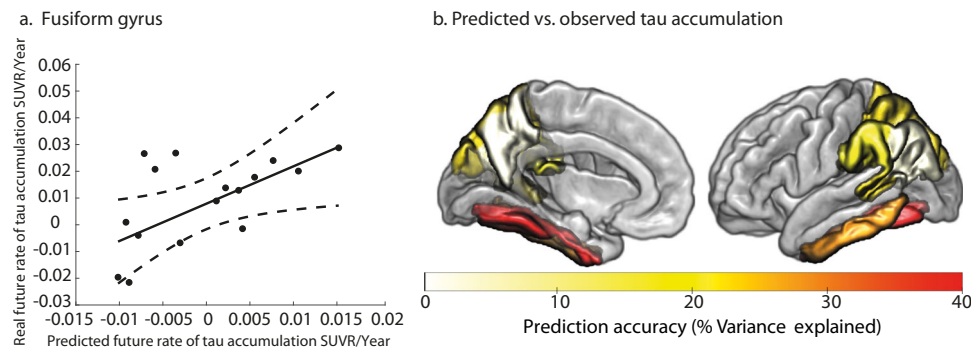 a. Fusiform gyrus
Real future rate of tau accumulation SUVR/Year
0.06
0.05
0.04
0.03
0.02
0.01
0
-0.01
-0.02
-0.03
-0.015 -0.01 -0.005 0 0.005 0.01 0.015 0.02
Predicted future rate of tau accumulation SUVR/Year
b. Predicted vs. observed tau accumulation
0 10 20 30 40
Prediction accuracy (% Variance explained)